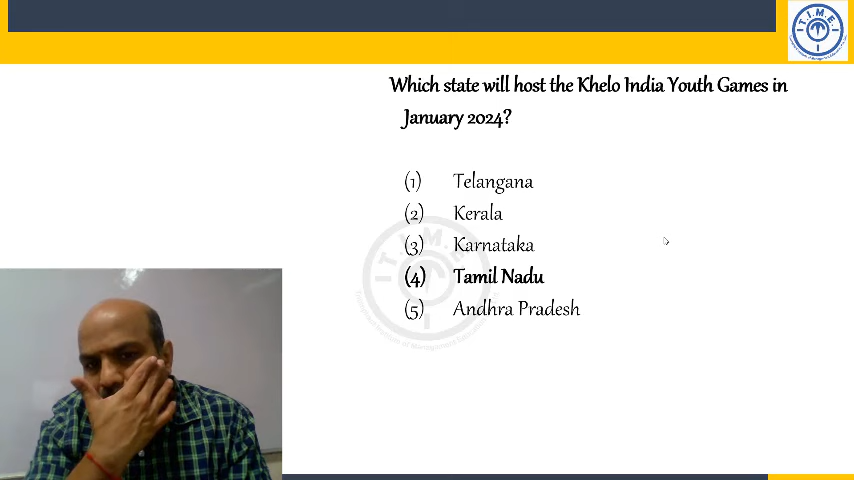 T.I.M.E.
Which state will host the Khelo India Youth Games in
January 2024?
(1) Telangana
(2) Kerala
(3) Karnataka
(4) Tamil Nadu
(5) Andhra Pradesh
T.I.M.E.